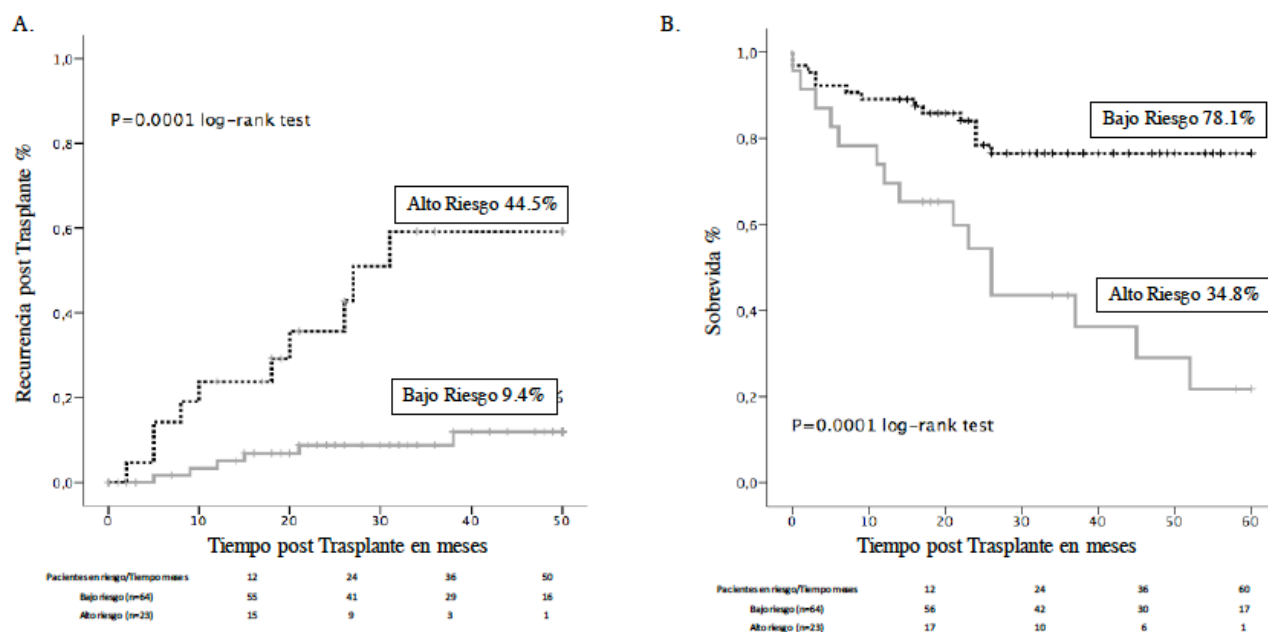 A.
1,0
P=0.0001 log-rank test
0,8
Alto Riesgo 44.5%
0,6
Recurrencia post Trasplante %
0,4
Bajo Riesgo 9.4%
%
0,2
0,0
0 10 20 30 40 50
Tiempo post Trasplante en meses
Pacientes en riesgo/Tiempo meses 12 24 36 50
Bajo riesgo (n=64) 55 41 29 16
Alto riesgo (n=23) 15 9 3 1
B.
1,0
Bajo Riesgo 78.1%
0,8
0,6
Sobrevida %
Alto Riesgo 34.8%
0,4
0,2
P=0.0001 log-rank test
0,0
0 10 20 30 40 50 60
Tiempo post Trasplante en meses
Pacientes en riesgo/Tiempo meses 12 24 36 60
Bajo riesgo (n=64) 56 42 30 17
Alto riesgo (n=23) 17 10 6 1